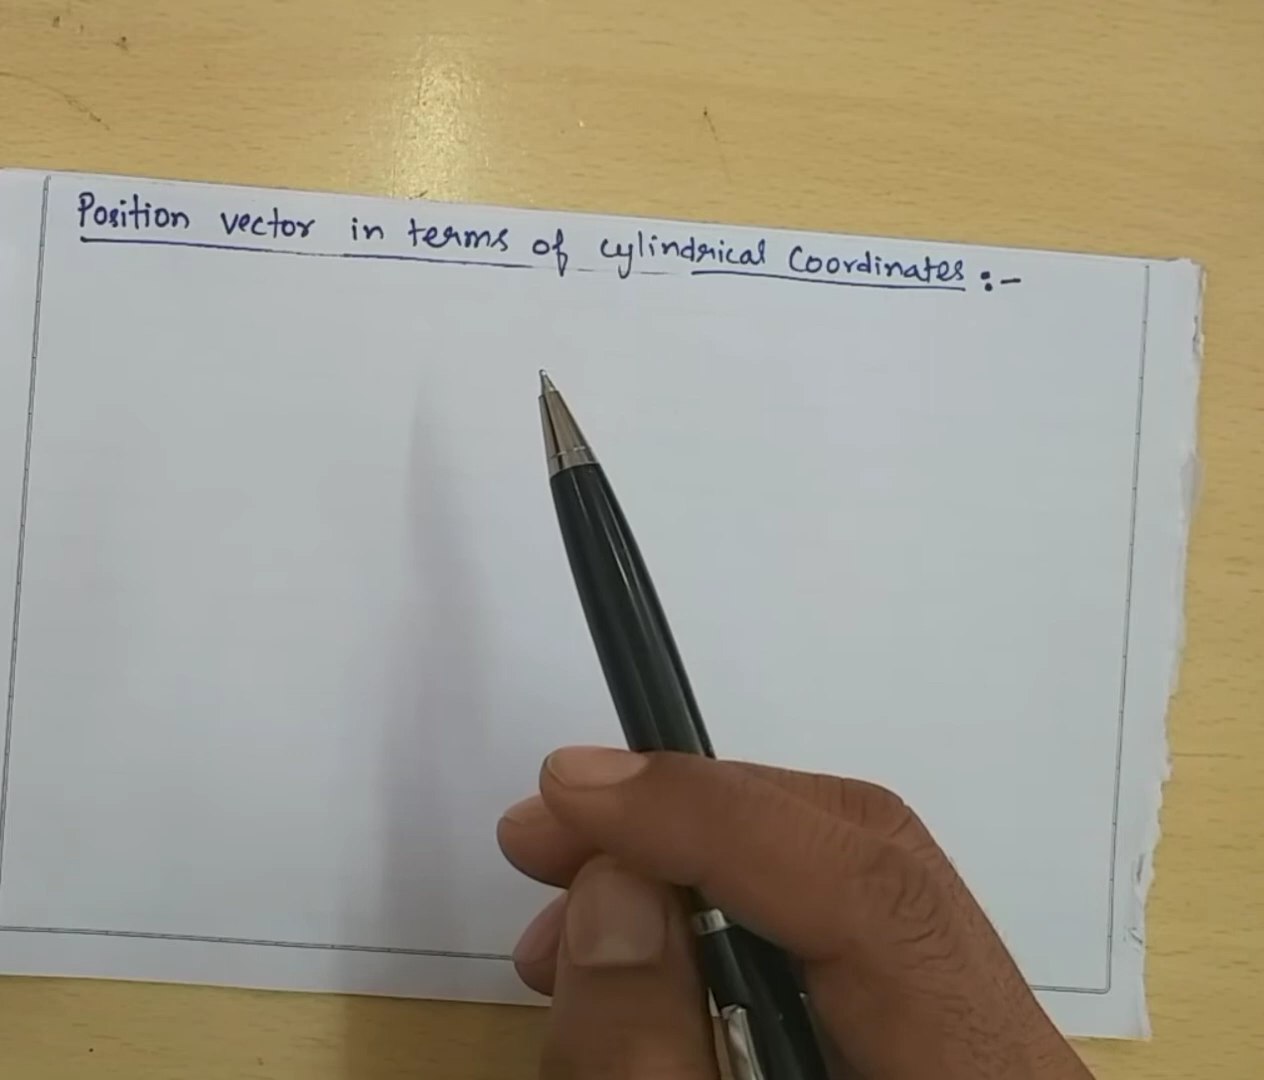 Position vector in terms of cylindrical Coordinates :-